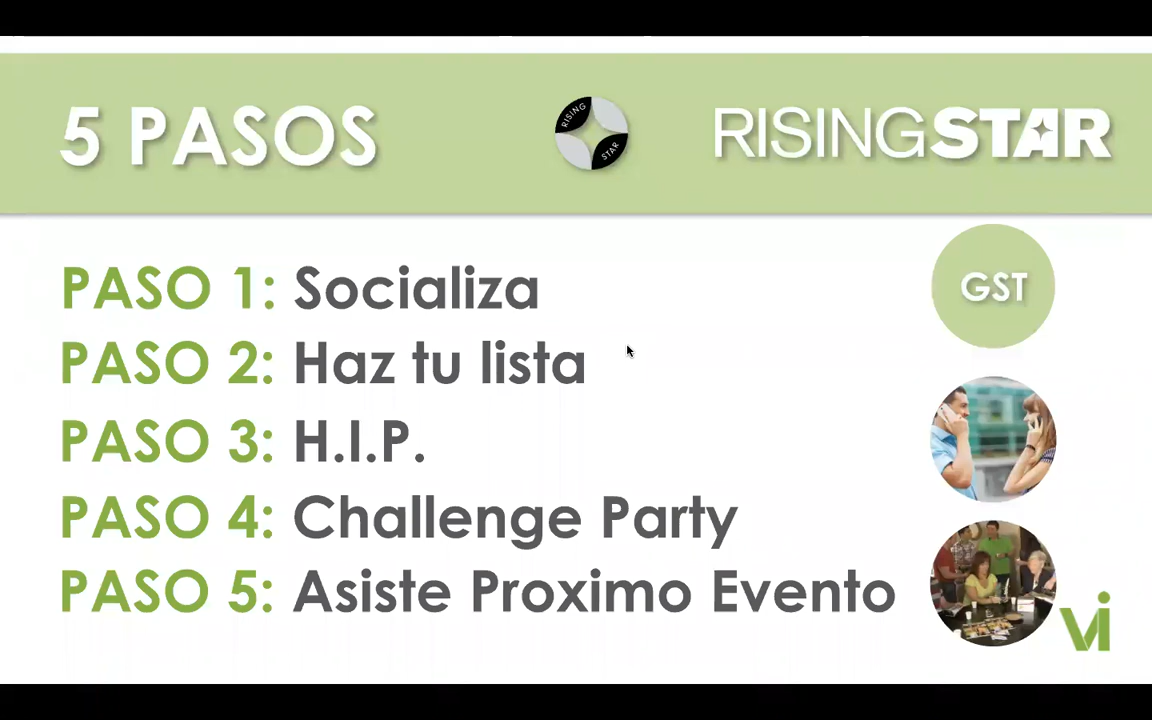 5 PASOS
RISING
STAR
RISINGSTAR
PASO 1: Socializa
GST
PASO 2: Haz tu lista
PASO 3: H.I.P.
PASO 4: Challenge Party
PASO 5: Asiste Proximo Evento
Vi